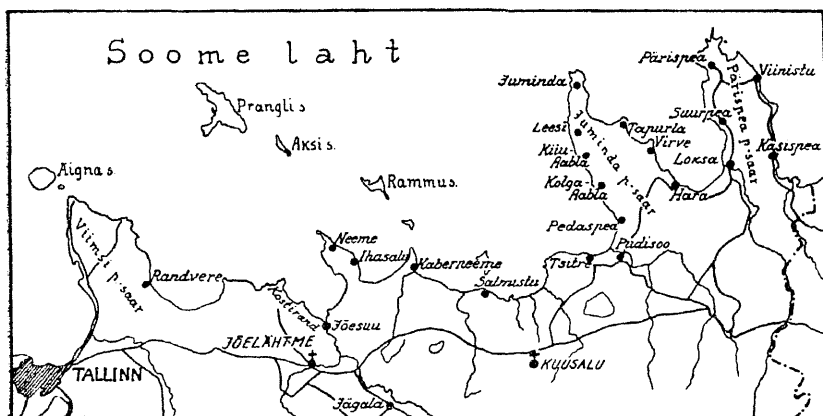 Soome laht
Pärispea
Viinistu
Pärispea p-saar
Juminda
Prangli s
Suurpea
Juminda p-saar
Tapurla
Leesi
Virve
Aksi s.
Kiiu-
Aabla
Loksa
Käsispea
Aigna s.
Rammu s.
Kolga-
Aabla
Hara
Pedaspea
Viimsi p-saar
Neeme
Ihasalu
Kaberneeme
Tsitre
Pudisoo
Randvere
Salmistu
Kostirand
Jõesuu
JÕELÄHTME
KUUSALU
TALLINN
Jägala